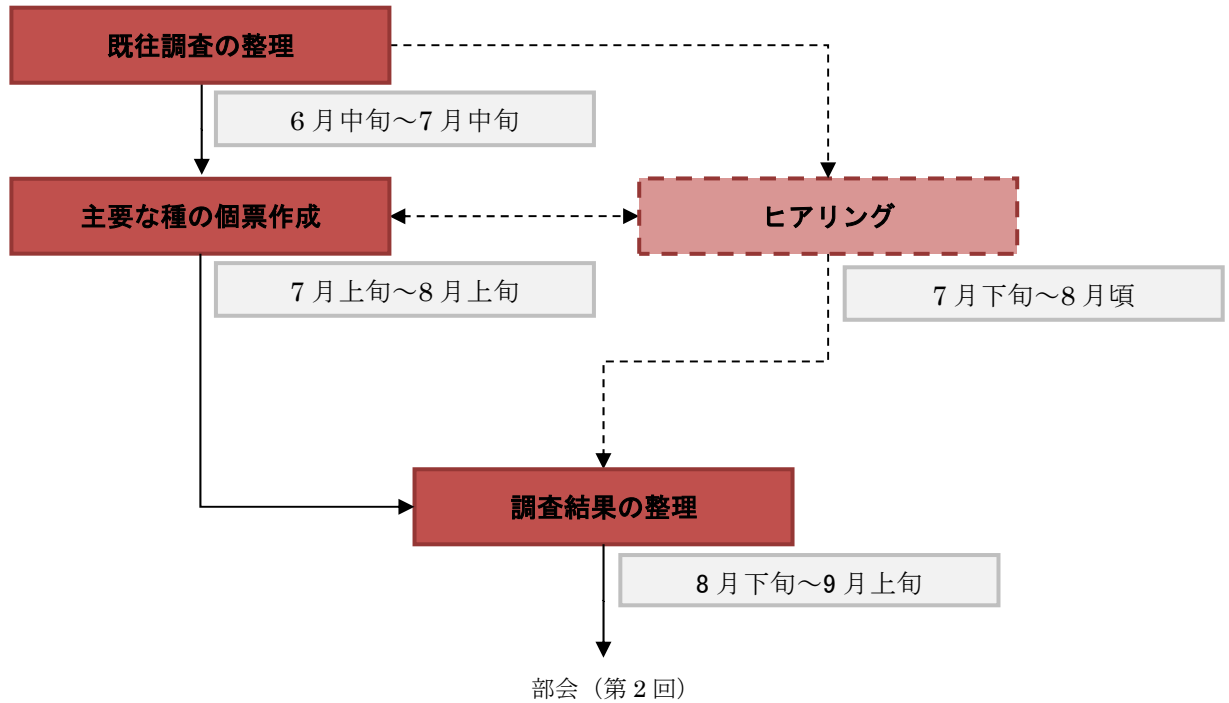 既往調査の整理
6月中旬～7月中旬
主要な種の個票作成
ヒアリング
7月上旬～8月上旬
7月下旬～8月頃
調査結果の整理
8月下旬～9月上旬
部会（第2回）